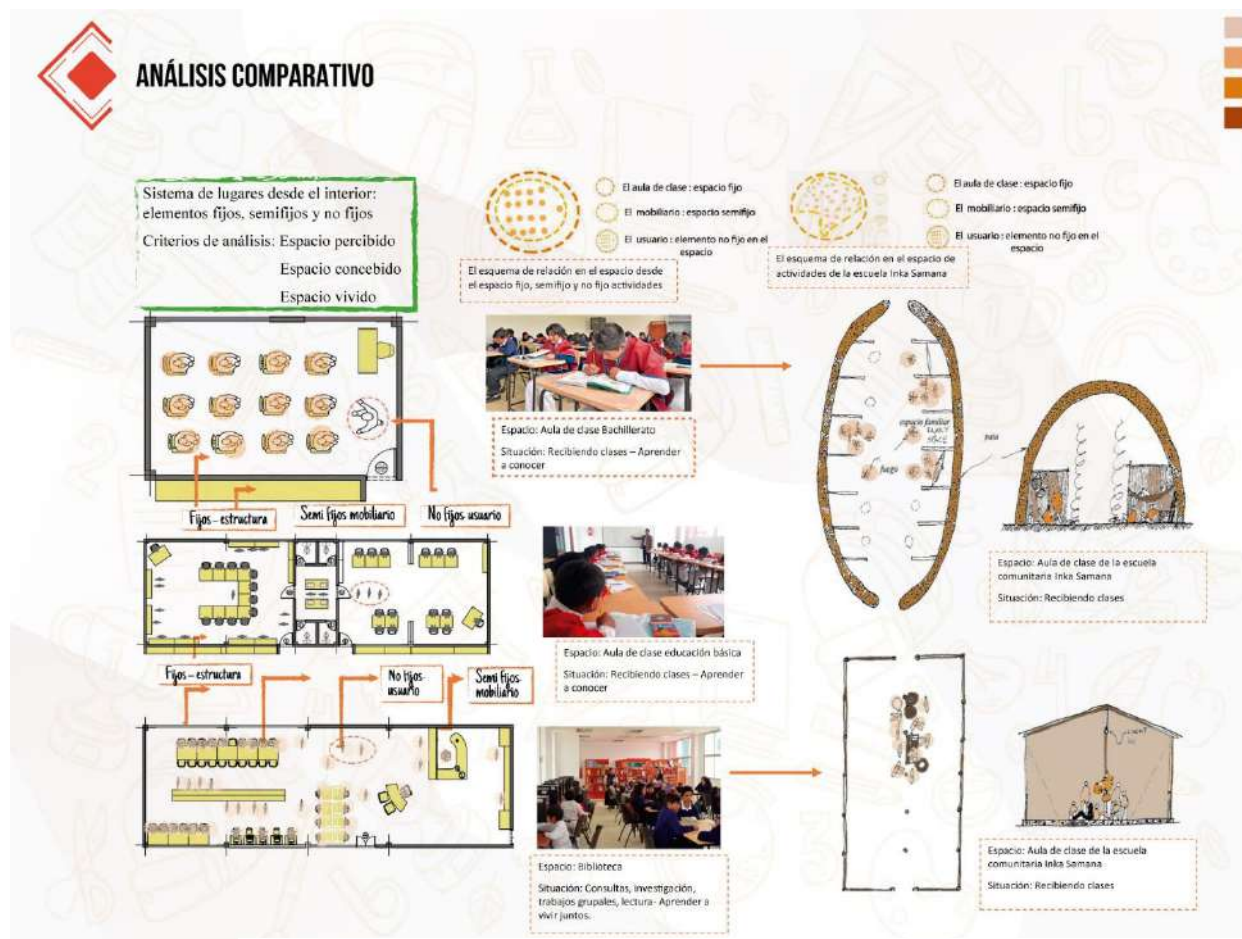 ANÁLISIS COMPARATIVO
Sistema de lugares desde el interior:
elementos fijos, semifijos y no fijos
Criterios de análisis: Espacio percibido
Espacio concebido
Espacio vivido
El aula de clase : espacio fijo
El mobiliario : espacio semifijo
El usuario : elemento no fijo en el
espacio
El esquema de relación en el espacio desde
el espacio fijo, semifijo y no fijo actividades
El aula de clase : espacio fijo
El mobiliario : espacio semifijo
El usuario : elemento no fijo en el
espacio
El esquema de relación en el espacio de
actividades de la escuela Inka Samana
Fijos – estructura
Semi fijos mobiliario
No fijos usuario
Espacio: Aula de clase Bachillerato
Situación: Recibiendo clases – Aprender
a conocer
espacio familiar
SPACE
fuego
Espacio: Aula de clase de la escuela
comunitaria Inka Samana
Situación: Recibiendo clases
Fijos – estructura
No fijos-
usuario
Semi fijos-
mobiliario
Espacio: Aula de clase educación básica
Situación: Recibiendo clases – Aprender
a conocer
Espacio: Biblioteca
Situación: Consultas, investigación,
trabajos grupales, lectura- Aprender a
vivir juntos.
Espacio: Aula de clase de la escuela
comunitaria Inka Samana
Situación: Recibiendo clases